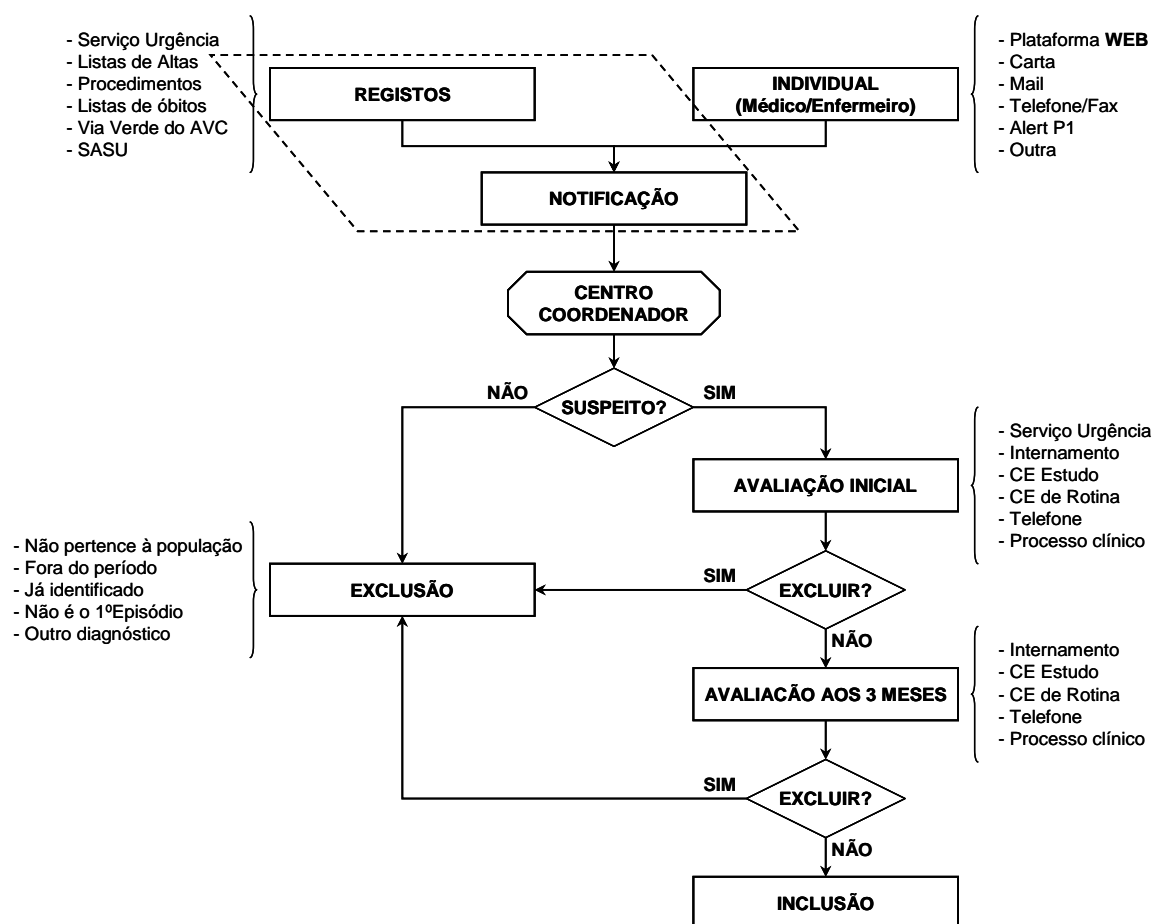 - Serviço Urgência
- Listas de Altas
- Procedimentos
- Listas de óbitos
- Via Verde do AVC
- SASU
REGISTOS
INDIVIDUAL
(Médico/Enfermeiro)
- Plataforma WEB
- Carta
- Mail
- Telefone/Fax
- Alert P1
- Outra
NOTIFICAÇÃO
CENTRO
COORDENADOR
NÃO
SUSPEITO?
SIM
- Serviço Urgência
- Internamento
- CE Estudo
- CE de Rotina
- Telefone
- Processo clínico
AVALIAÇÃO INICIAL
- Não pertence à população
- Fora do período
- Já identificado
- Não é o 1ºEpisódio
- Outro diagnóstico
EXCLUSÃO
SIM
EXCLUIR?
NÃO
AVALIACÃO AOS 3 MESES
- Internamento
- CE Estudo
- CE de Rotina
- Telefone
- Processo clínico
SIM
EXCLUIR?
NÃO
INCLUSÃO